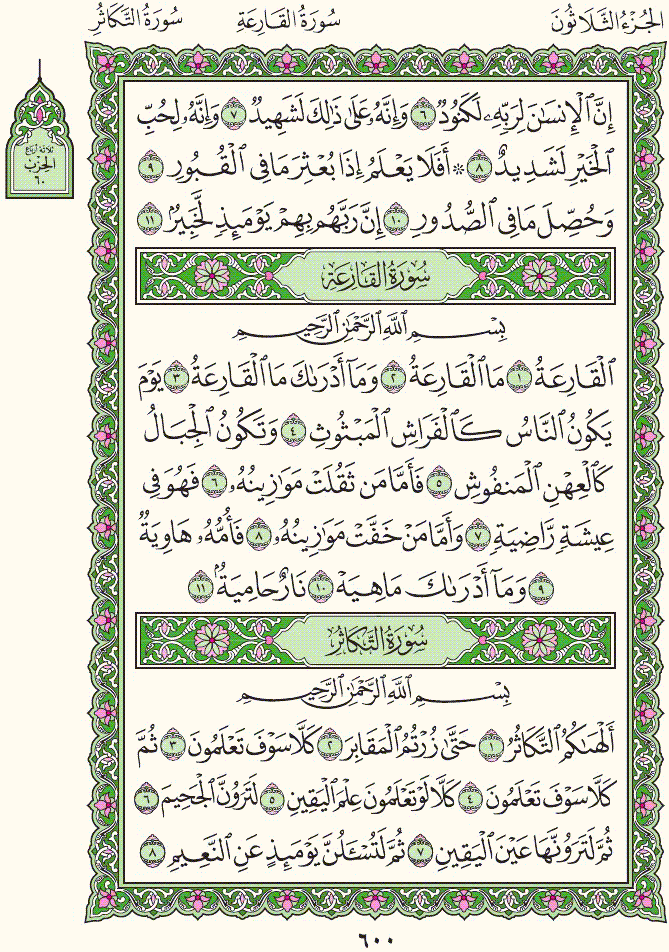 الجُزْءُ الثَّلَاثُونَ سُورَةُ القَارِعَةِ سُورَةُ التَّكَاثُرِ
ثلاثة أرباع
الحِزْب
٦٠
إِنَّ ٱلْإِنسَٰنَ لِرَبِّهِۦ لَكَنُودٌ ٦ وَإِنَّهُۥ عَلَىٰ ذَٰلِكَ لَشَهِيدٌ ٧ وَإِنَّهُۥ لِحُبِّ
ٱلْخَيْرِ لَشَدِيدٌ ٨ ۞ أَفَلَا يَعْلَمُ إِذَا بُعْثِرَ مَا فِى ٱلْقُبُورِ ٩
وَحُصِّلَ مَا فِى ٱلصُّدُورِ ١٠ إِنَّ رَبَّهُم بِهِمْ يَوْمَئِذٍ لَّخَبِيرٌۢ ١١
سُورَةُ القَارِعَةِ
بِسْمِ ٱللَّهِ ٱلرَّحْمَٰنِ ٱلرَّحِيمِ
ٱلْقَارِعَةُ ١ مَا ٱلْقَارِعَةُ ٢ وَمَآ أَدْرَىٰكَ مَا ٱلْقَارِعَةُ ٣ يَوْمَ
يَكُونُ ٱلنَّاسُ كَٱلْفَرَاشِ ٱلْمَبْثُوثِ ٤ وَتَكُونُ ٱلْجِبَالُ
كَٱلْعِهْنِ ٱلْمَنفُوشِ ٥ فَأَمَّا مَن ثَقُلَتْ مَوَٰزِينُهُۥ ٦ فَهُوَ فِى
عِيشَةٍ رَّاضِيَةٍ ٧ وَأَمَّا مَنْ خَفَّتْ مَوَٰزِينُهُۥ ٨ فَأُمُّهُۥ هَاوِيَةٌ
٩ وَمَآ أَدْرَىٰكَ مَا هِيَهْ ١٠ نَارٌ حَامِيَةٌۢ ١١
سُورَةُ التَّكَاثُرِ
بِسْمِ ٱللَّهِ ٱلرَّحْمَٰنِ ٱلرَّحِيمِ
أَلْهَىٰكُمُ ٱلتَّكَاثُرُ ١ حَتَّىٰ زُرْتُمُ ٱلْمَقَابِرَ ٢ كَلَّا سَوْفَ تَعْلَمُونَ ٣ ثُمَّ
كَلَّا سَوْفَ تَعْلَمُونَ ٤ كَلَّا لَوْ تَعْلَمُونَ عِلْمَ ٱلْيَقِينِ ٥ لَتَرَوُنَّ ٱلْجَحِيمَ ٦
ثُمَّ لَتَرَوُنَّهَا عَيْنَ ٱلْيَقِينِ ٧ ثُمَّ لَتُسْـَٔلُنَّ يَوْمَئِذٍ عَنِ ٱلنَّعِيمِ ٨
٦٠٠